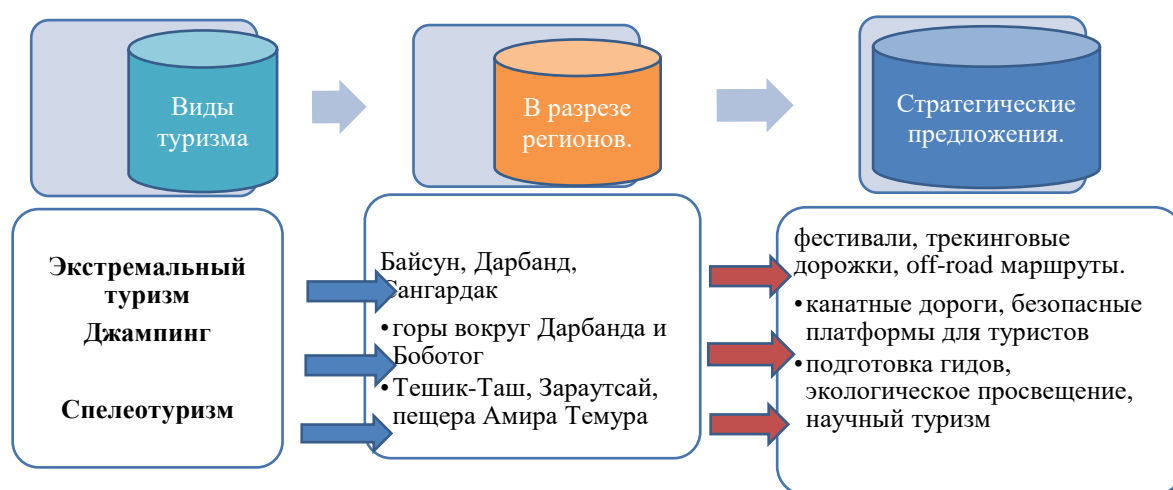 Виды
туризма
В разрезе
регионов.
Стратегические
предложения.
Экстремальный
туризм
Джампинг
Спелеотуризм
Байсун, Дарбанд,
Сангардак
•горы вокруг Дарбанда и
Боботог
•Тешик-Таш, Зараутсай,
пещера Амира Темура
фестивали, трекинговые
дорожки, off-road маршруты.
•канатные дороги, безопасные
платформы для туристов
•подготовка гидов,
экологическое просвещение,
научный туризм